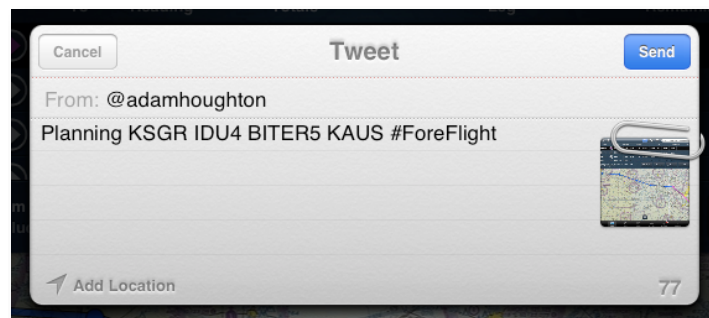 Cancel
Tweet
Send
From: @adamhoughton
Planning KSGR IDU4 BITER5 KAUS #ForeFlight
Add Location
77